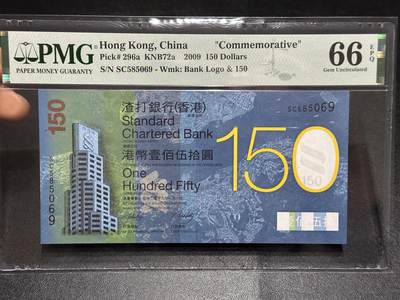 PMG
PAPER MONEY GUARANTY
Hong Kong, China "Commemorative"
Pick# 296a KNB72a 2009 150 Dollars
S/N SC585069 - Wmk: Bank Logo & 150
66 EPQ
Gem Uncirculated
150
SC585069
渣打銀行(香港)
Standard
Chartered Bank
港幣壹佰伍拾圓
One
Hundred Fifty
150
150
SC585069